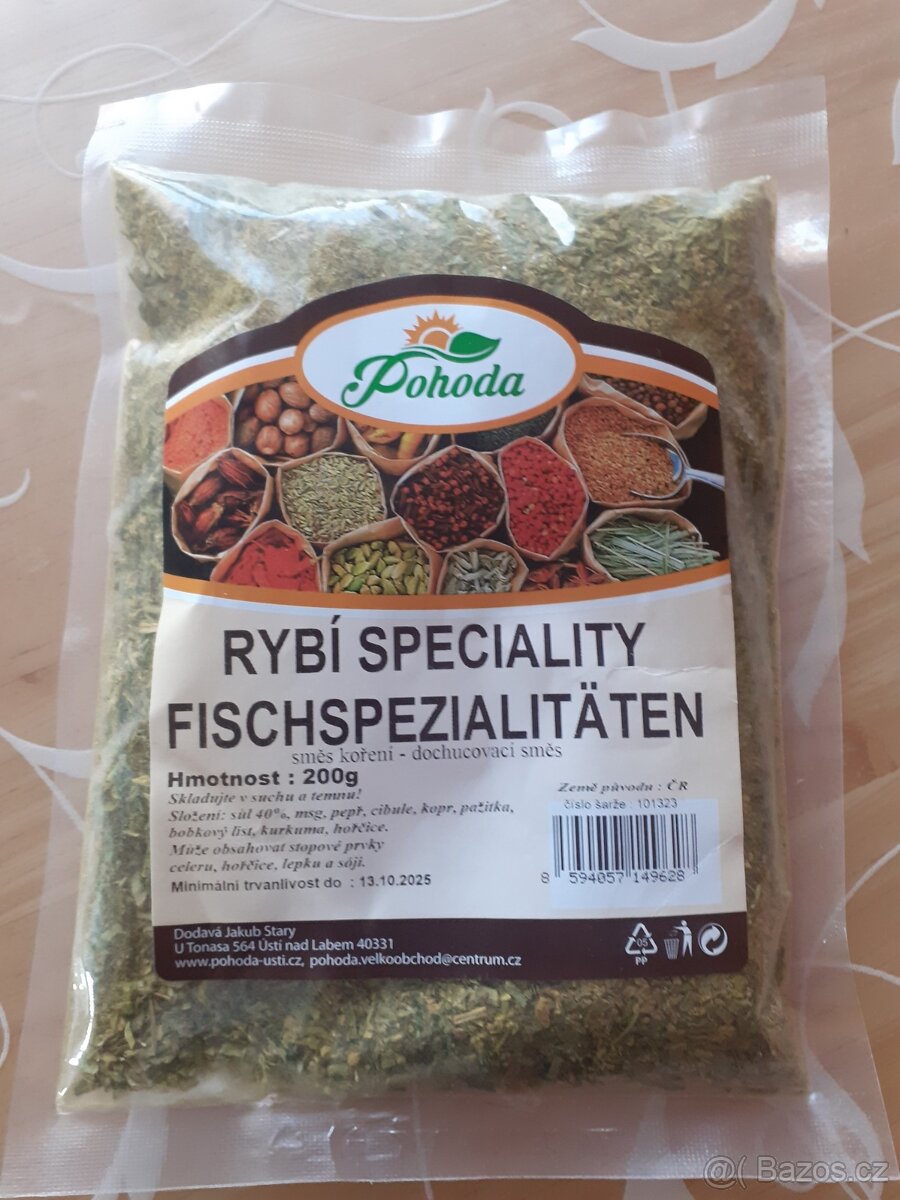 Pohoda
RYBÍ SPECIALITY
FISCHSPEZIALITÄTEN
směs koření - dochucovací směs
Hmotnost : 200g
Skladujte v suchu a temnu!
Složení: sůl 40%, msg, pepř, cibule, kopr, pažitka,
bobkový list, kurkuma, hořčice.
Může obsahovat stopové prvky
celeru, hořčice, lepku a sóji.
Minimální trvanlivost do : 13.10.2025
Země původu : ČR
číslo šarže : 101323
8 594057 149628
Dodavá Jakub Stary
U Tonasa 564 Ústí nad Labem 40331
www.pohoda-usti.cz, pohoda.velkoobchod@centrum.cz
05
PP
@( Bazos.cz